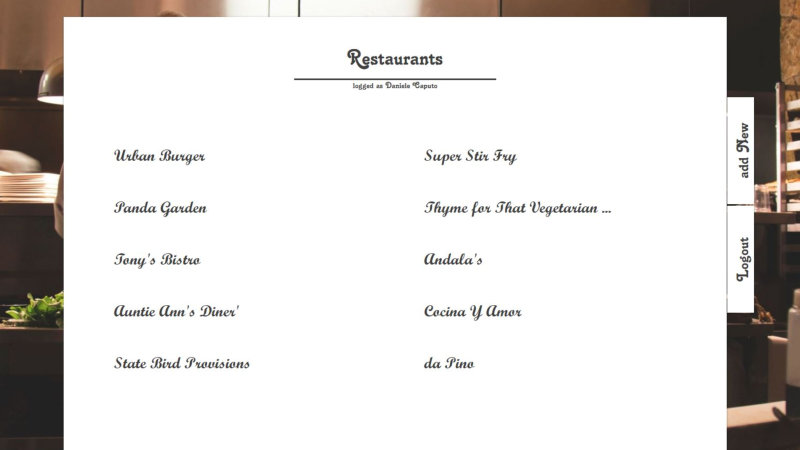 Restaurants
logged as Daniele Caputo
Urban Burger
Super Stir Fry
Panda Garden
Thyme for That Vegetarian ...
Tony's Bistro
Andala's
Auntie Ann's Diner'
Cocina Y Amor
State Bird Provisions
da Pino
add New
Logout